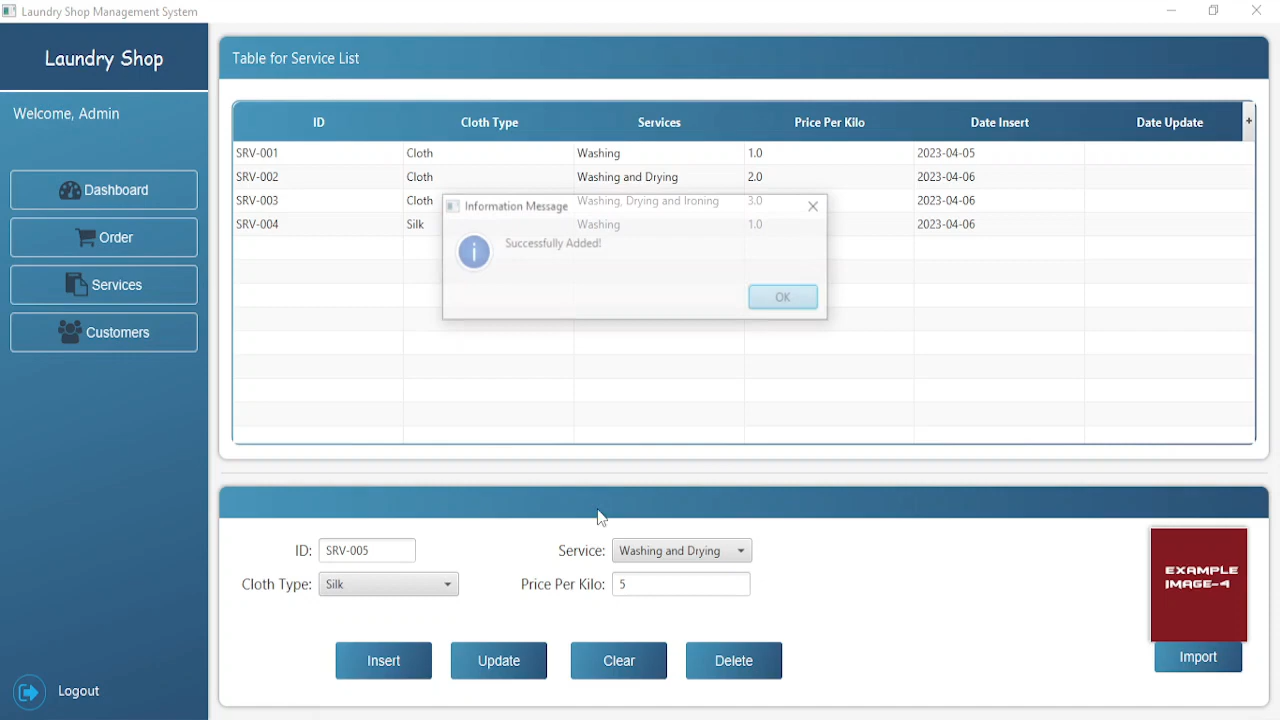 Laundry Shop Management System
Laundry Shop
Welcome, Admin
Dashboard
Order
Services
Customers
Logout
Table for Service List
ID Cloth Type Services Price Per Kilo Date Insert Date Update +
SRV-001 Cloth Washing 1.0 2023-04-05
SRV-002 Cloth Washing and Drying 2.0 2023-04-06
SRV-003 Cloth Washing, Drying and Ironing 3.0 2023-04-06
SRV-004 Silk Washing 1.0 2023-04-06
Information Message
Successfully Added!
OK
ID: SRV-005 Service: Washing and Drying
Cloth Type: Silk Price Per Kilo: 5
EXAMPLE
IMAGE-4
Insert Update Clear Delete Import